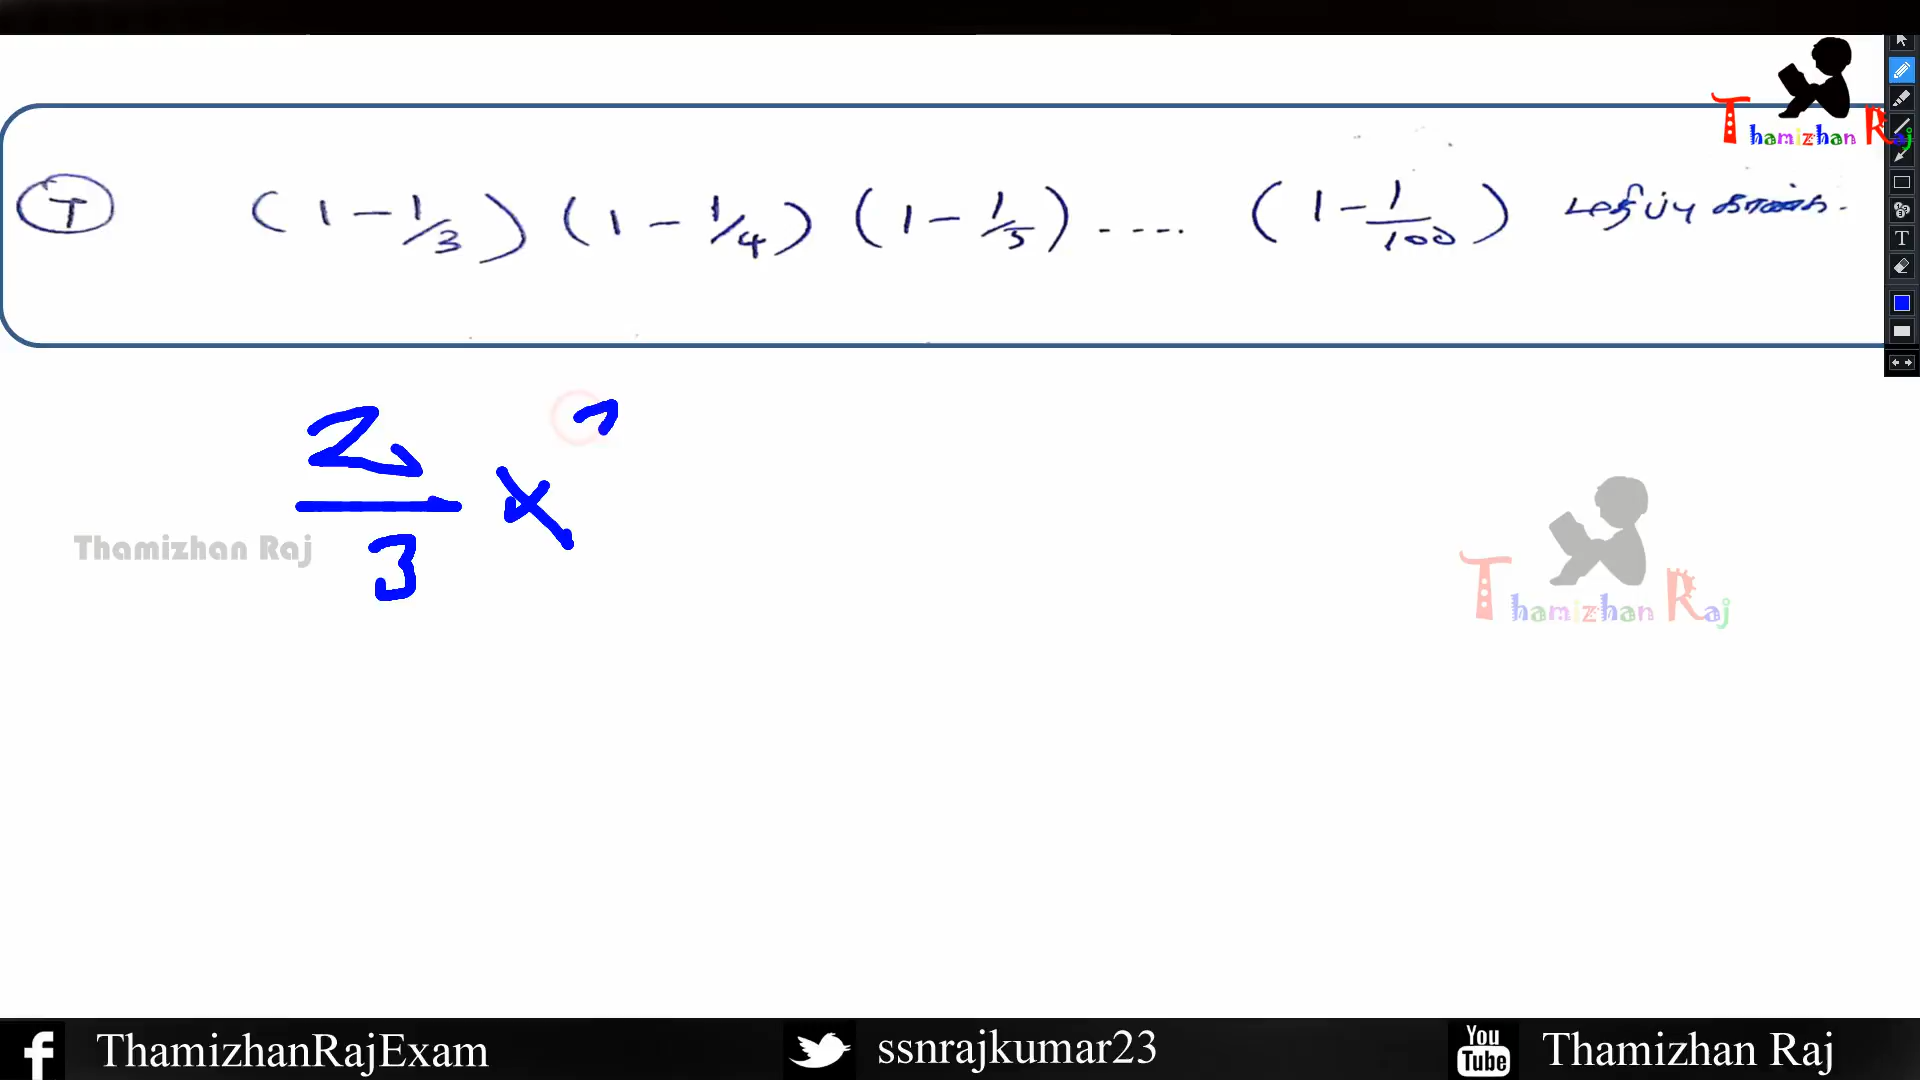 Thamizhan Raj
T (1 - 1/3) (1 - 1/4) (1 - 1/5) ---- (1 - 1/100) மதிப்பு காண்க.
2/3 ×
Thamizhan Raj
Thamizhan Raj
ThamizhanRajExam
ssnrajkumar23
You Tube
Thamizhan Raj